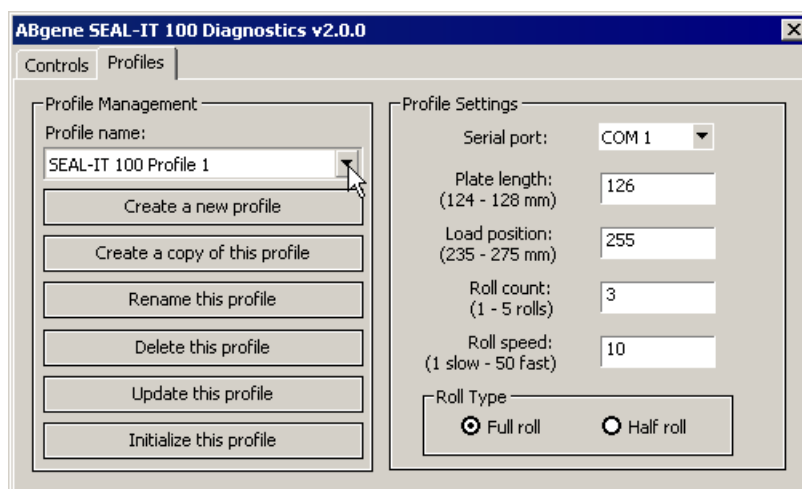 ABgene SEAL-IT 100 Diagnostics v2.0.0
Controls
Profiles
Profile Management
Profile name:
SEAL-IT 100 Profile 1
Create a new profile
Create a copy of this profile
Rename this profile
Delete this profile
Update this profile
Initialize this profile
Profile Settings
Serial port:
COM 1
Plate length:
(124 - 128 mm)
126
Load position:
(235 - 275 mm)
255
Roll count:
(1 - 5 rolls)
3
Roll speed:
(1 slow - 50 fast)
10
Roll Type
Full roll
Half roll